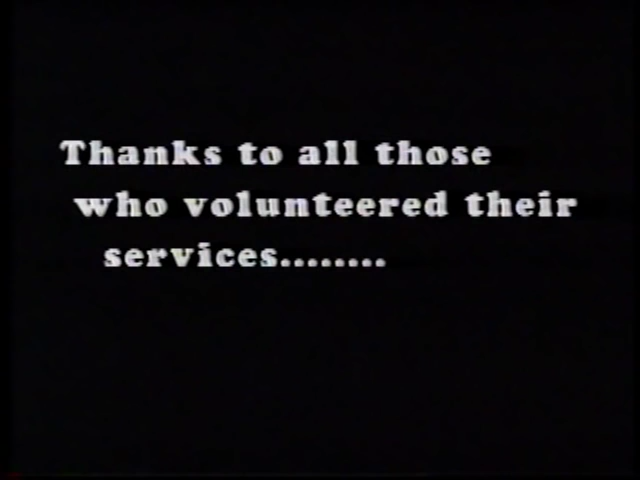 Thanks to all those
who volunteered their
services........